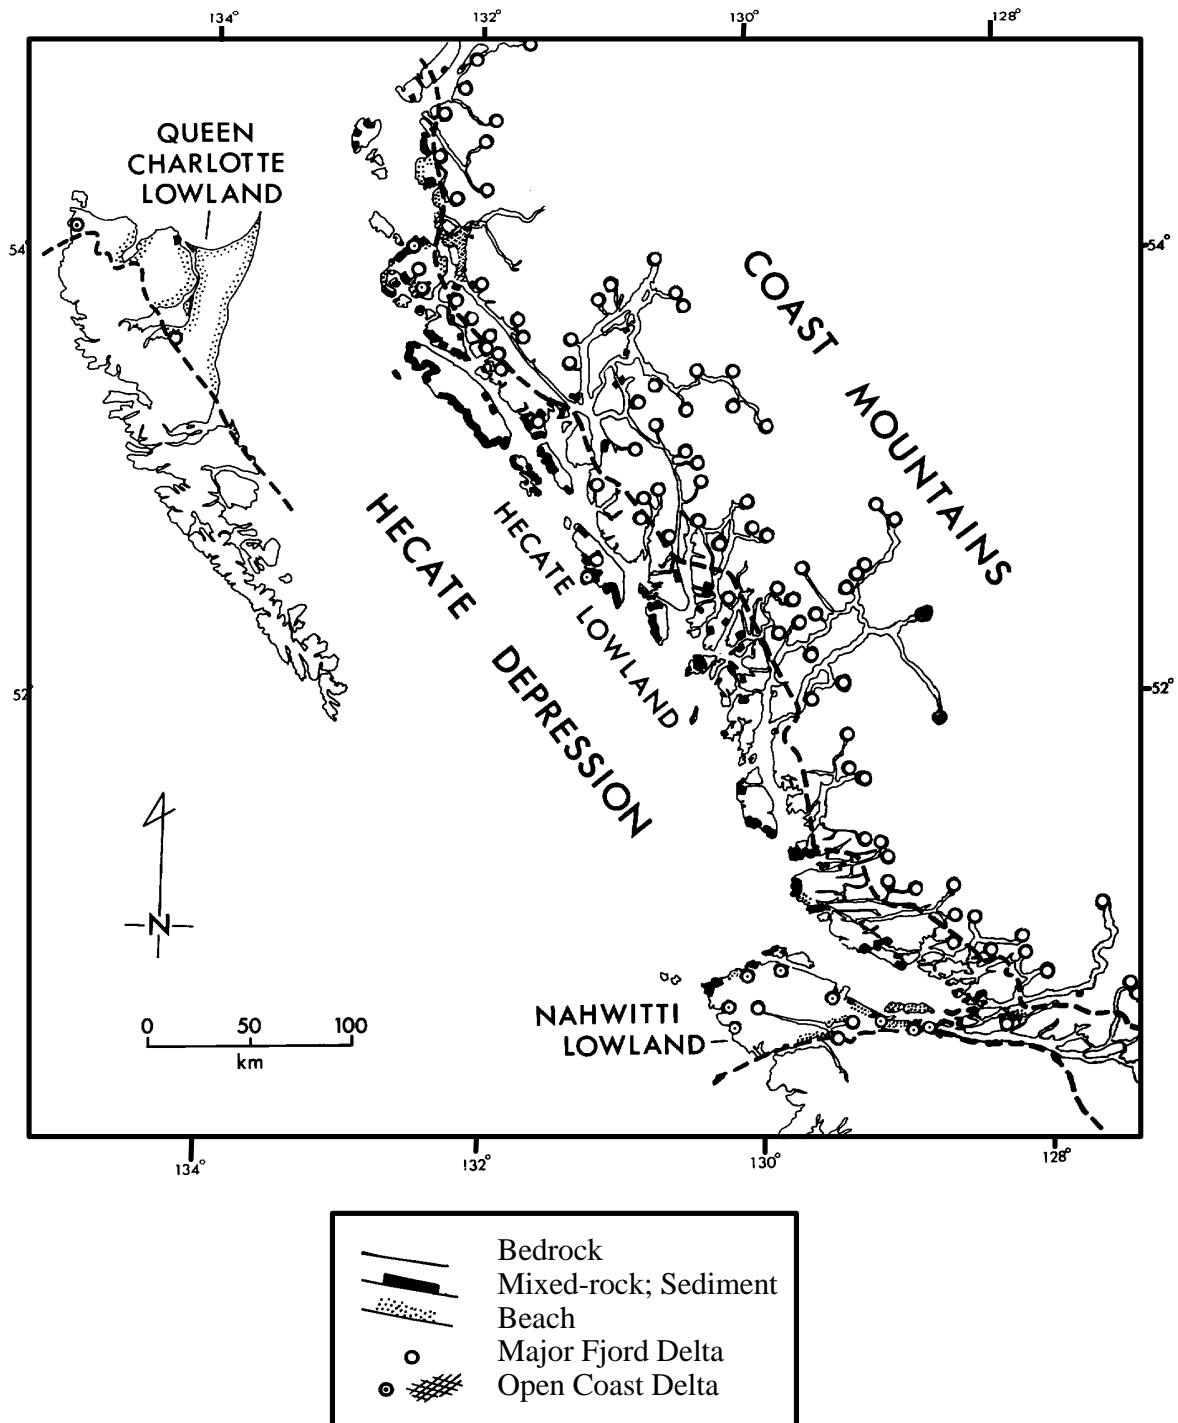 134° 132° 130° 128°
QUEEN
CHARLOTTE
LOWLAND
54° 54°
COAST MOUNTAINS
HECATE DEPRESSION
HECATE LOWLAND
52° 52°
N
0 50 100
km
NAHWITTI
LOWLAND
134° 132° 130° 128°
Bedrock
Mixed-rock; Sediment
Beach
Major Fjord Delta
Open Coast Delta